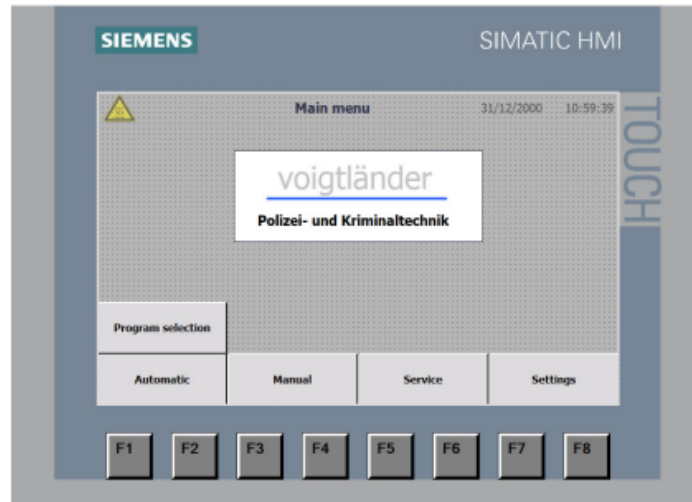 SIEMENS
SIMATIC HMI
TOUCH
Main menu
31/12/2000 10:59:39
voigtländer
Polizei- und Kriminaltechnik
Program selection
Automatic
Manual
Service
Settings
F1
F2
F3
F4
F5
F6
F7
F8